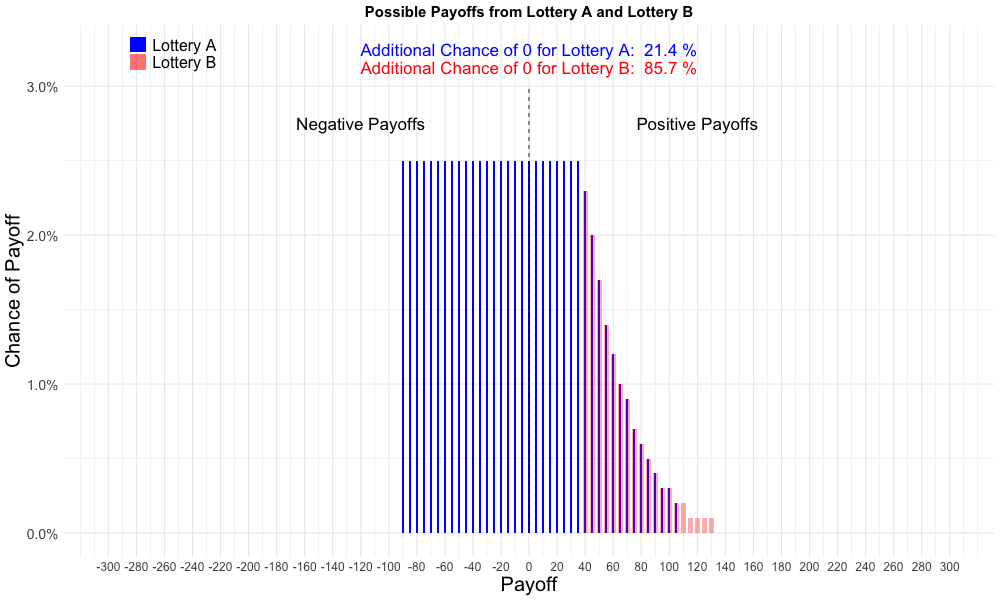 Possible Payoffs from Lottery A and Lottery B
Lottery A
Lottery B
Additional Chance of 0 for Lottery A: 21.4 %
Additional Chance of 0 for Lottery B: 85.7 %
Negative Payoffs
Positive Payoffs
Chance of Payoff
3.0%
2.0%
1.0%
0.0%
-300 -280 -260 -240 -220 -200 -180 -160 -140 -120 -100 -80 -60 -40 -20 0 20 40 60 80 100 120 140 160 180 200 220 240 260 280 300
Payoff